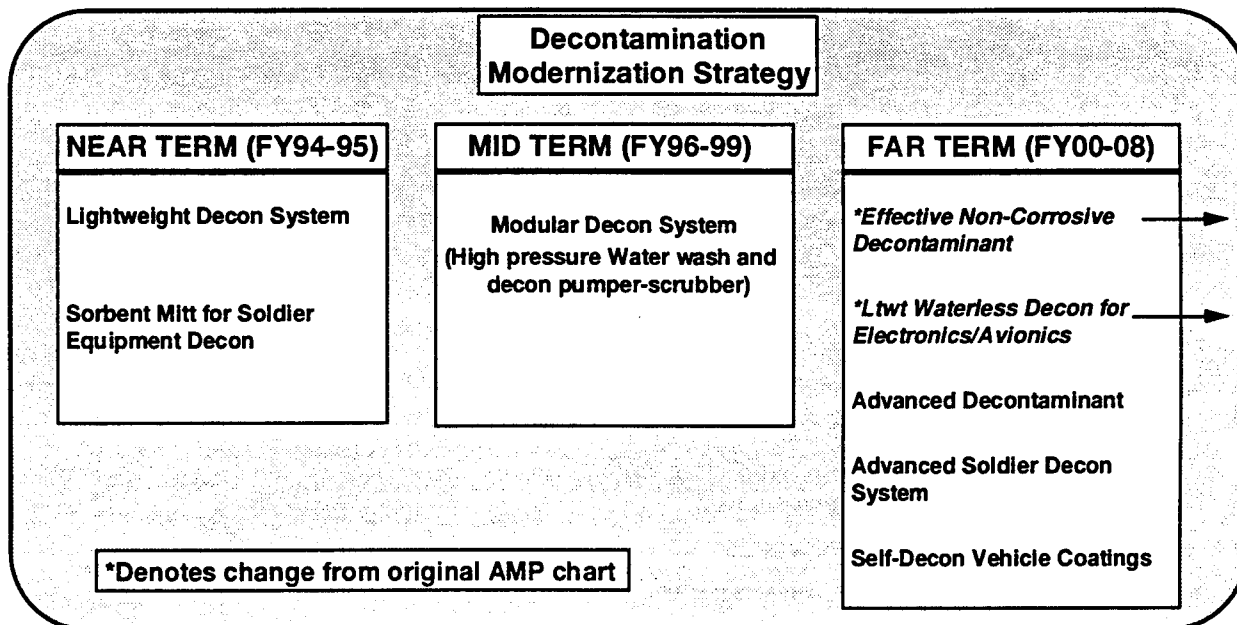 Decontamination
Modernization Strategy
NEAR TERM (FY94-95)
Lightweight Decon System
Sorbent Mitt for Soldier
Equipment Decon
MID TERM (FY96-99)
Modular Decon System
(High pressure Water wash and
decon pumper-scrubber)
FAR TERM (FY00-08)
*Effective Non-Corrosive
Decontaminant
*Ltwt Waterless Decon for
Electronics/Avionics
Advanced Decontaminant
Advanced Soldier Decon
System
Self-Decon Vehicle Coatings
*Denotes change from original AMP chart